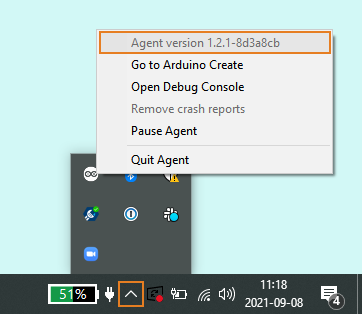 Agent version 1.2.1-8d3a8cb
Go to Arduino Create
Open Debug Console
Remove crash reports
Pause Agent
Quit Agent
51%
11:18
2021-09-08
4